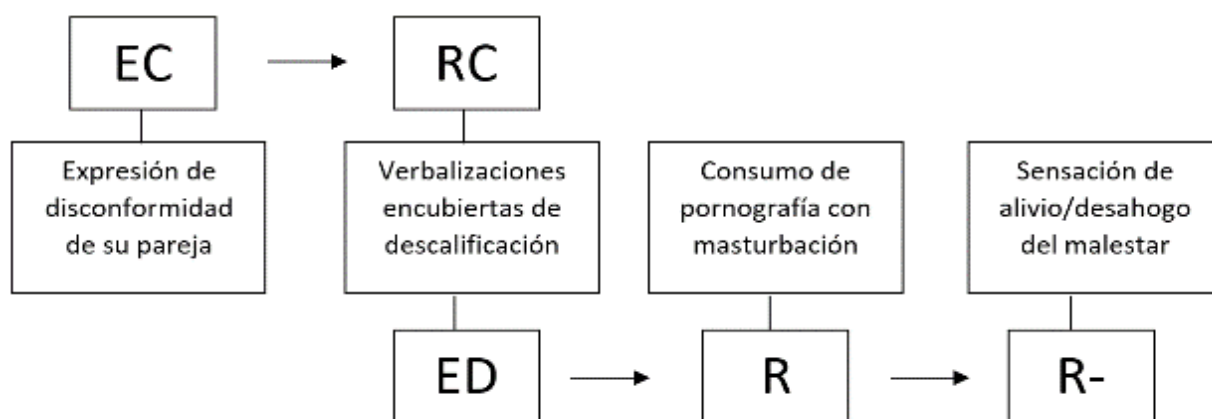 EC
RC
Expresión de
disconformidad
de su pareja
Verbalizaciones
encubiertas de
descalificación
Consumo de
pornografía con
masturbación
Sensación de
alivio/desahogo
del malestar
ED
R
R-